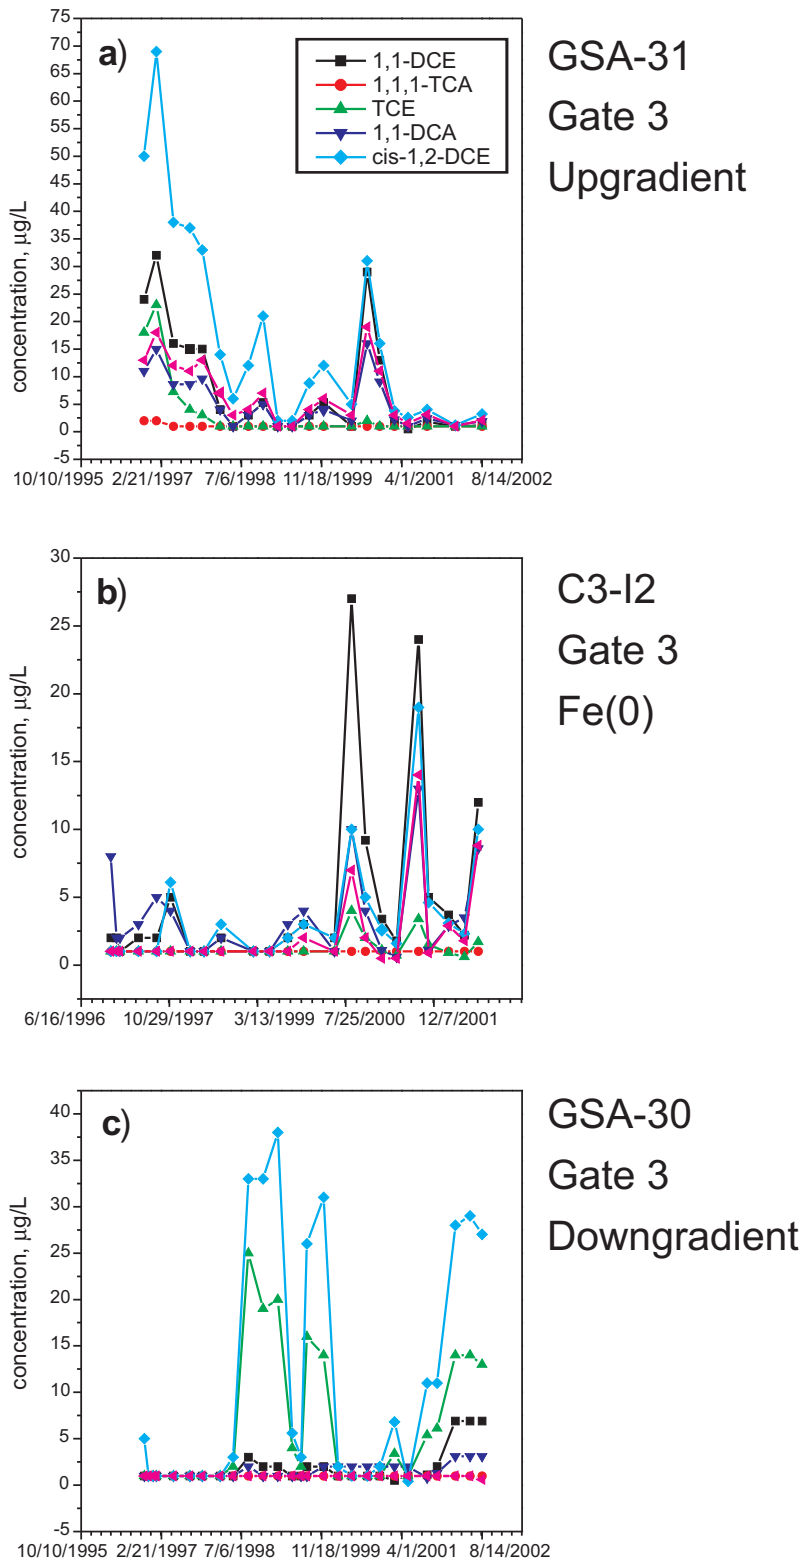 a)
1,1-DCE
1,1,1-TCA
TCE
1,1-DCA
cis-1,2-DCE
GSA-31
Gate 3
Upgradient
concentration, µg/L
75
70
65
60
55
50
45
40
35
30
25
20
15
10
5
0
-5
10/10/1995 2/21/1997 7/6/1998 11/18/1999 4/1/2001 8/14/2002
b)
C3-I2
Gate 3
Fe(0)
concentration, µg/L
30
25
20
15
10
5
0
6/16/1996 10/29/1997 3/13/1999 7/25/2000 12/7/2001
c)
GSA-30
Gate 3
Downgradient
concentration, µg/L
40
35
30
25
20
15
10
5
0
-5
10/10/1995 2/21/1997 7/6/1998 11/18/1999 4/1/2001 8/14/2002